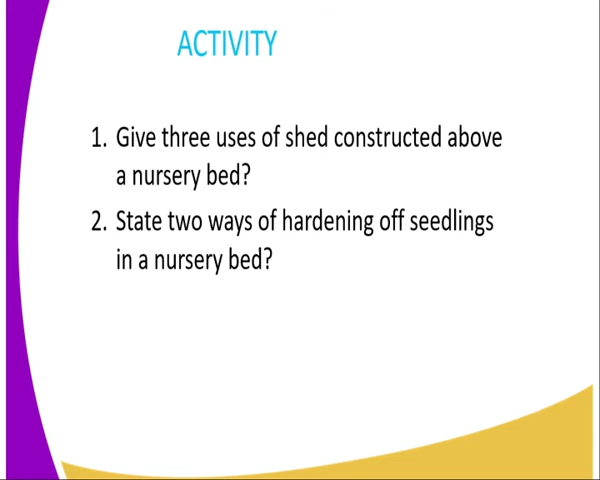 ACTIVITY
1. Give three uses of shed constructed above
a nursery bed?
2. State two ways of hardening off seedlings
in a nursery bed?